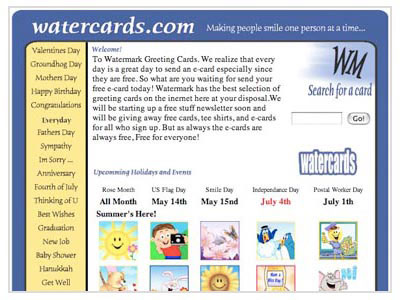 watercards.com
Making people smile one person at a time...
Valentines Day
Groundhog Day
Mothers Day
Happy Birthday
Congratulations
Everyday
Fathers Day
Sympathy
Im Sorry ...
Anniversary
Fourth of July
Thinking of U
Best Wishes
Graduation
New Job
Baby Shower
Hanukkah
Get Well
Welcome!
To Watermark Greeting Cards. We realize that every
day is a great day to send an e-card especially since
they are free. So what are you waiting for send your
free e-card today! Watermark has the best selection of
greeting cards on the inernet here at your disposal.We
will be starting up a free stuff newsletter soon and
will be giving away free cards, tee shirts, and e-cards
for all who sign up. But as always the e-cards are
always free, Free for everyone!
WM
Search for a card
Go!
watercards
Upcomming Holidays and Events
Rose Month
US Flag Day
Smile Day
Independance Day
Postal Worker Day
All Month
May 14th
May 15nd
July 4th
July 1th
Summer's Here!